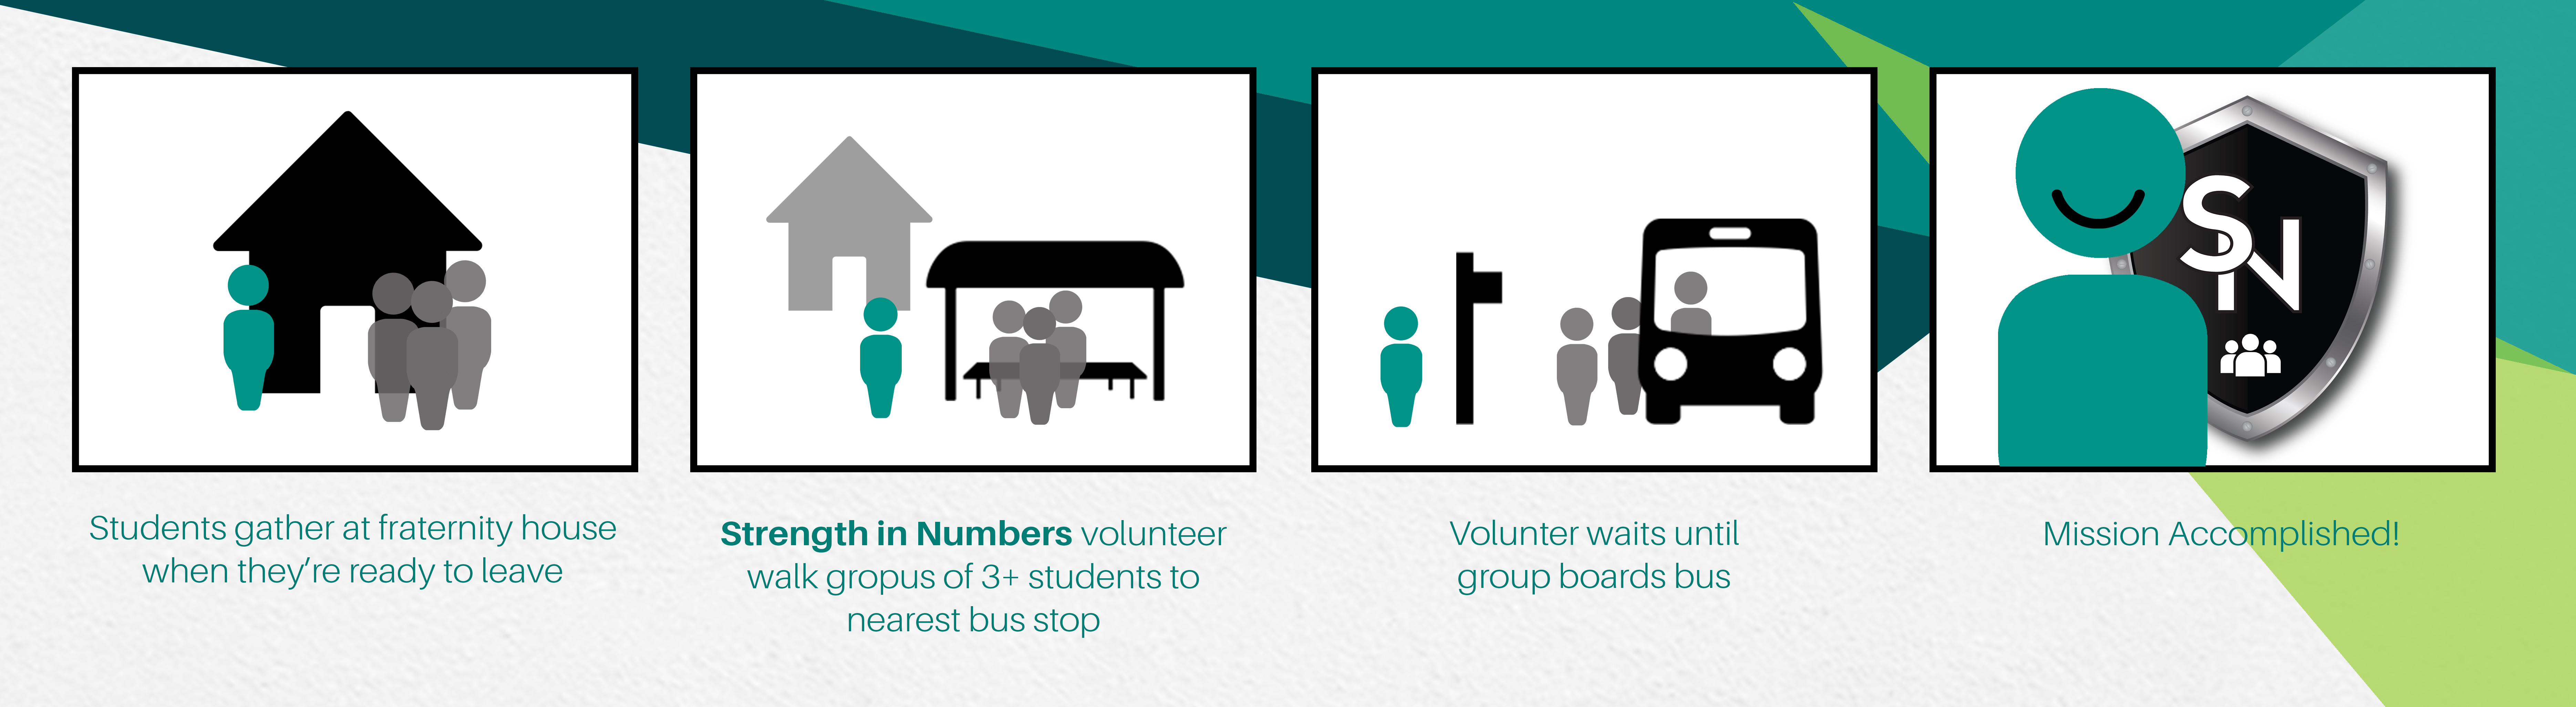 SN
Students gather at fraternity house
when they're ready to leave
Strength in Numbers volunteer
walk gropus of 3+ students to
nearest bus stop
Volunter waits until
group boards bus
Mission Accomplished!